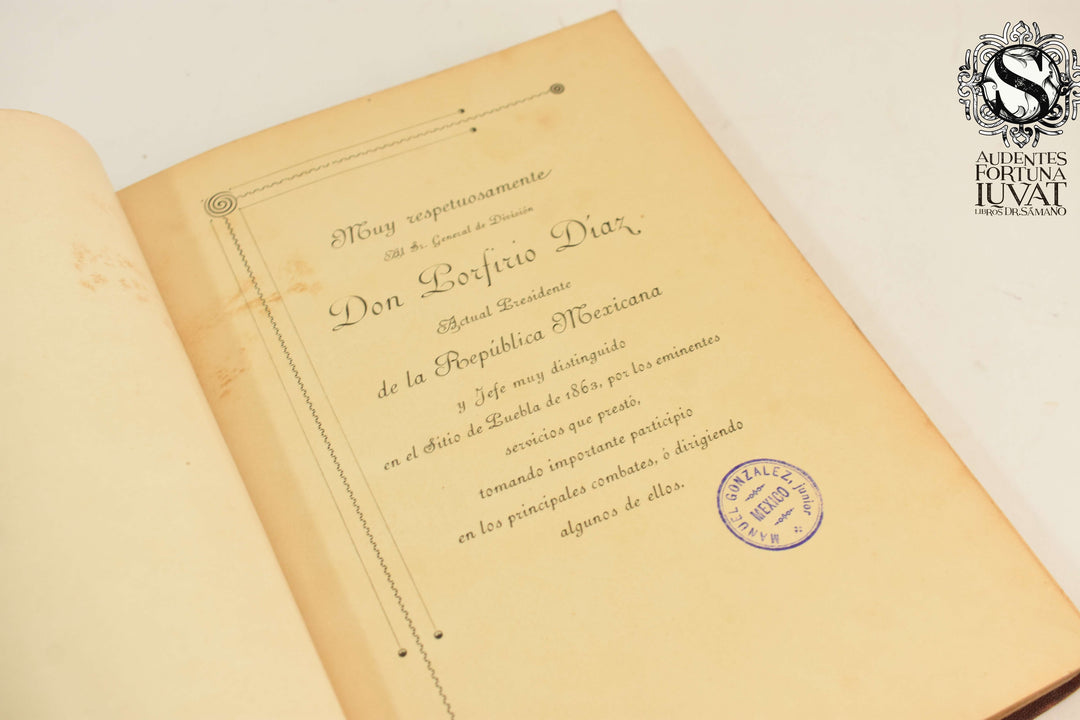 Muy respetuosamente
Al Sr. General de División
Don Porfirio Díaz,
Actual Presidente
de la República Mexicana
y Jefe muy distinguido
en el Sitio de Puebla de 1863, por los eminentes
servicios que prestó,
tomando importante participio
en los principales combates, ó dirigiendo
algunos de ellos.
MANUEL GONZALEZ, junior
MEXICO
S
AUDENTES
FORTUNA
IUVAT
LIBROS DR. SÁMANO